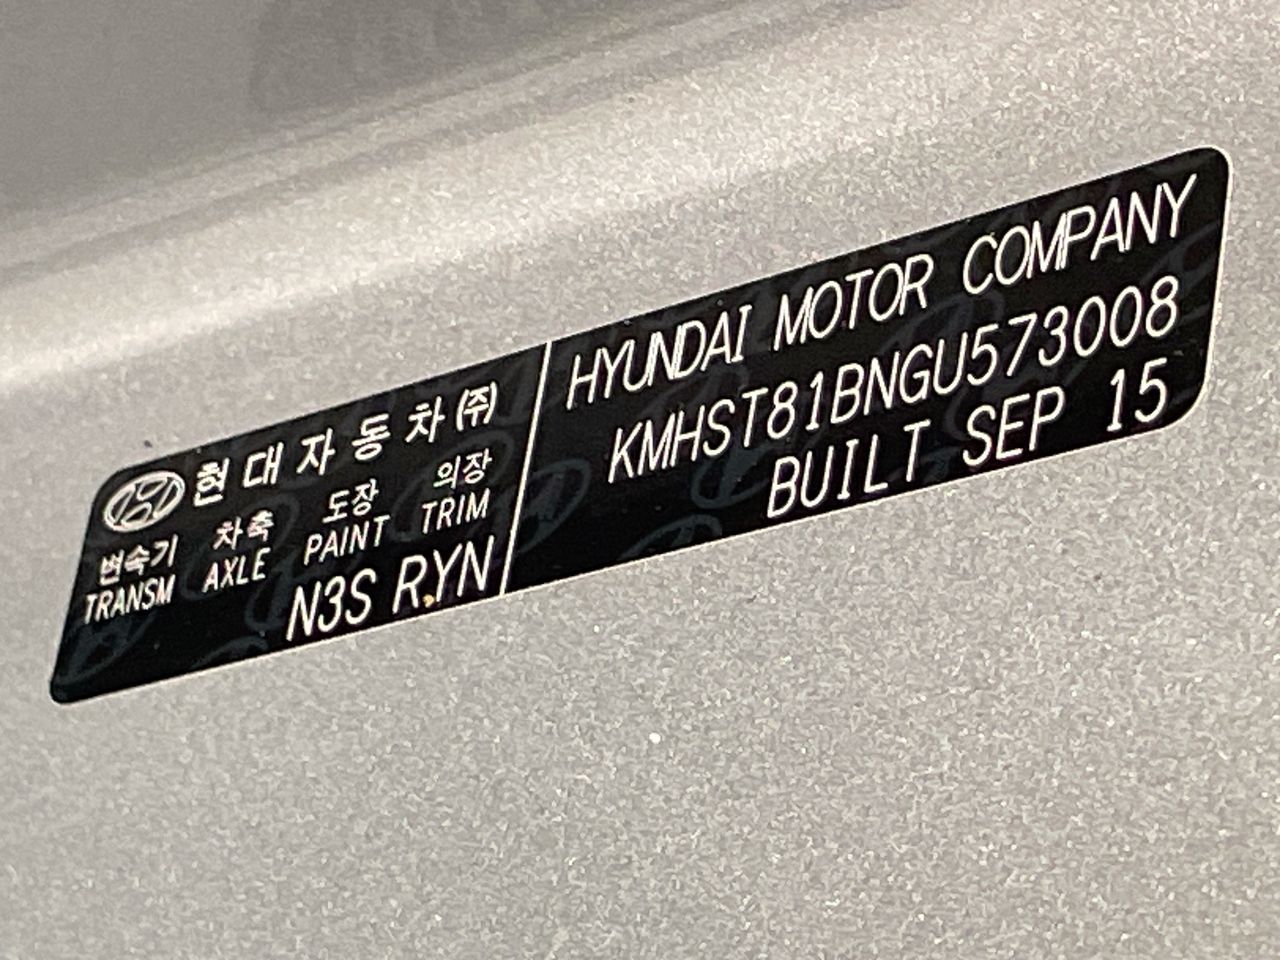 현대자동차(주)
변속기 차축 도장 의장
TRANSM AXLE PAINT TRIM
N3S RYN
HYUNDAI MOTOR COMPANY
KMHST81BNGU573008
BUILT SEP 15